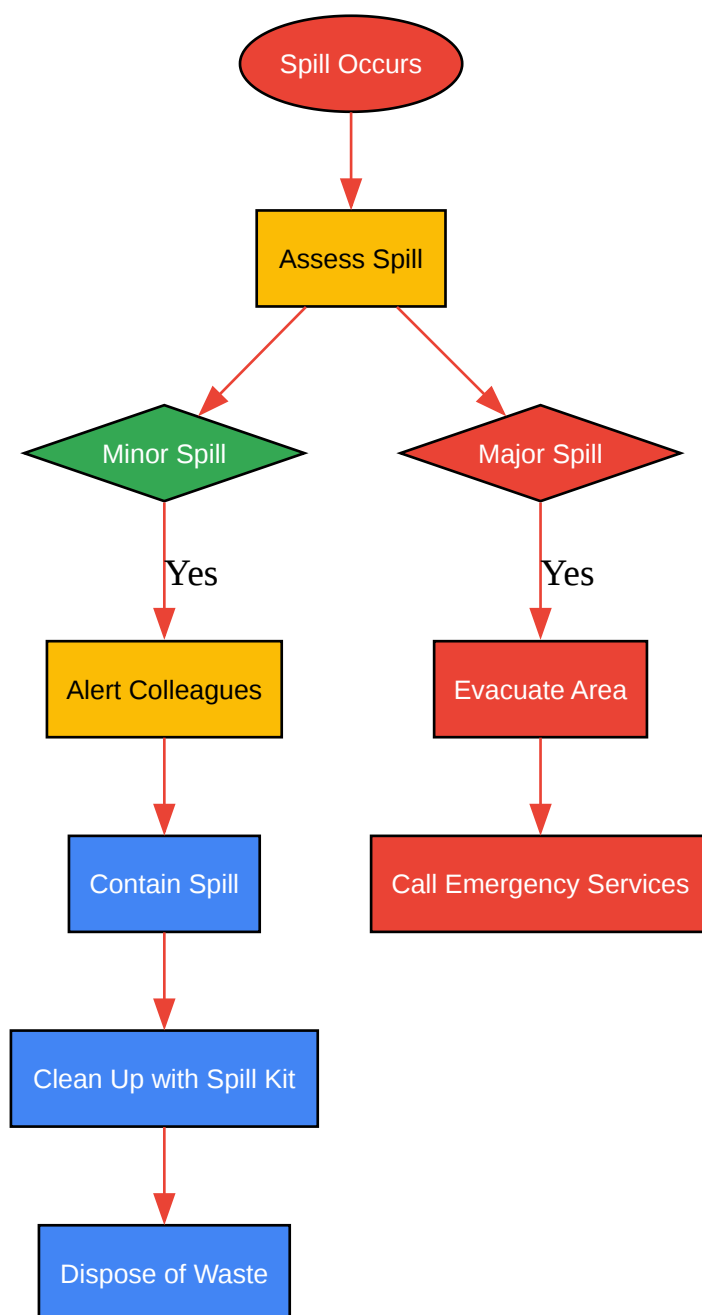 Spill Occurs
Assess Spill
Minor Spill
Major Spill
Yes
Yes
Alert Colleagues
Evacuate Area
Contain Spill
Call Emergency Services
Clean Up with Spill Kit
Dispose of Waste